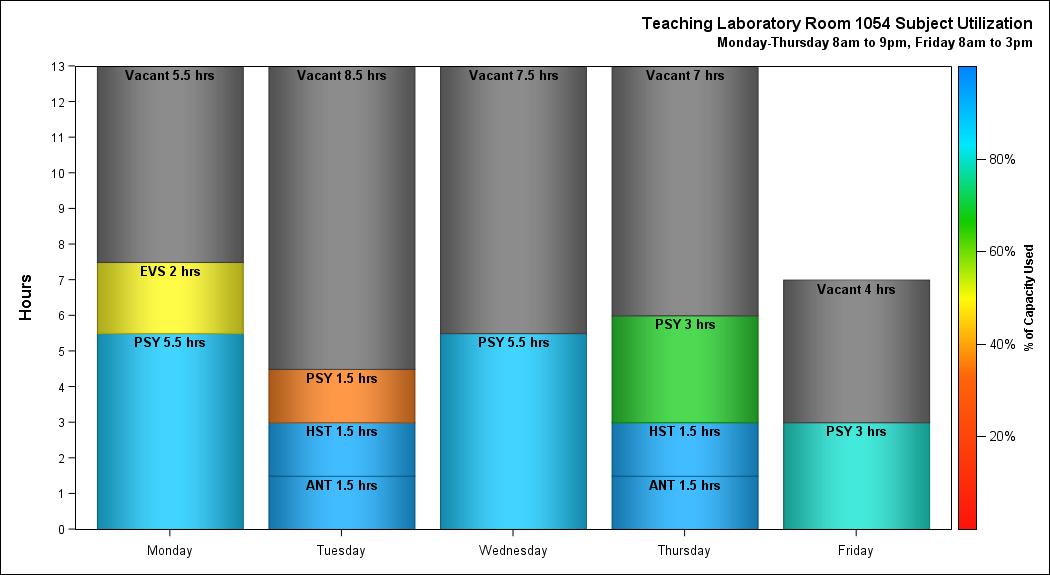 Teaching Laboratory Room 1054 Subject Utilization
Monday-Thursday 8am to 9pm, Friday 8am to 3pm
Hours
13
12
11
10
9
8
7
6
5
4
3
2
1
0
Vacant 5.5 hrs
EVS 2 hrs
PSY 5.5 hrs
Monday
Vacant 8.5 hrs
PSY 1.5 hrs
HST 1.5 hrs
ANT 1.5 hrs
Tuesday
Vacant 7.5 hrs
PSY 5.5 hrs
Wednesday
Vacant 7 hrs
PSY 3 hrs
HST 1.5 hrs
ANT 1.5 hrs
Thursday
Vacant 4 hrs
PSY 3 hrs
Friday
80%
60%
40%
20%
% of Capacity Used